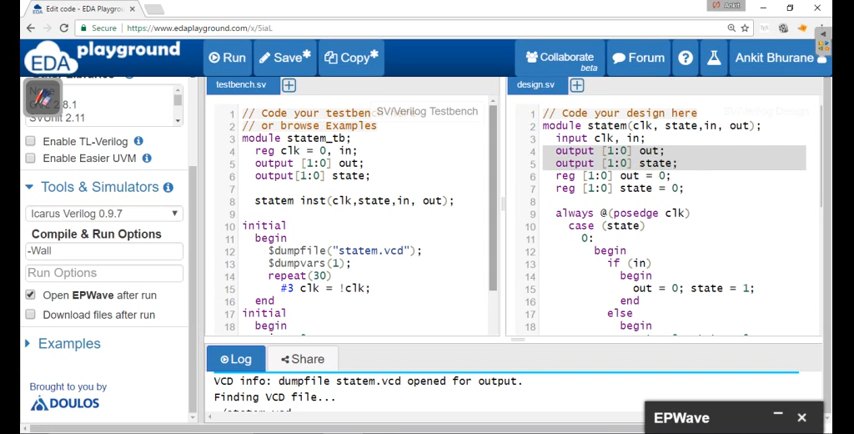 Edit code - EDA Playgrou
Ankit
Secure | https://www.edaplayground.com/x/5iaL
EDA playground
Run
Save*
Copy*
Collaborate
beta
Forum
Ankit Bhurane
testbench.sv
design.sv
2.8.1
SVUnit 2.11
Enable TL-Verilog
Enable Easier UVM
Tools & Simulators
Icarus Verilog 0.9.7
Compile & Run Options
-Wall
Run Options
Open EPWave after run
Download files after run
Examples
Brought to you by
DOULOS
SV/Verilog Testbench
1 // Code your testben
2 // or browse Examples
3 module statem_tb;
4 reg clk = 0, in;
5 output [1:0] out;
6 output[1:0] state;
7
8 statem inst(clk,state,in, out);
9
10 initial
11 begin
12 $dumpfile("statem.vcd");
13 $dumpvars(1);
14 repeat(30)
15 #3 clk = !clk;
16 end
17 initial
18 begin
1 // Code your design here
2 module statem(clk, state,in, out);
3 input clk, in;
4 output [1:0] out;
5 output [1:0] state;
6 reg [1:0] out = 0;
7 reg [1:0] state = 0;
8
9 always @(posedge clk)
10 case (state)
11 0:
12 begin
13 if (in)
14 begin
15 out = 0; state = 1;
16 end
17 else
18 begin
Log
Share
VCD info: dumpfile statem.vcd opened for output.
Finding VCD file...
EPWave